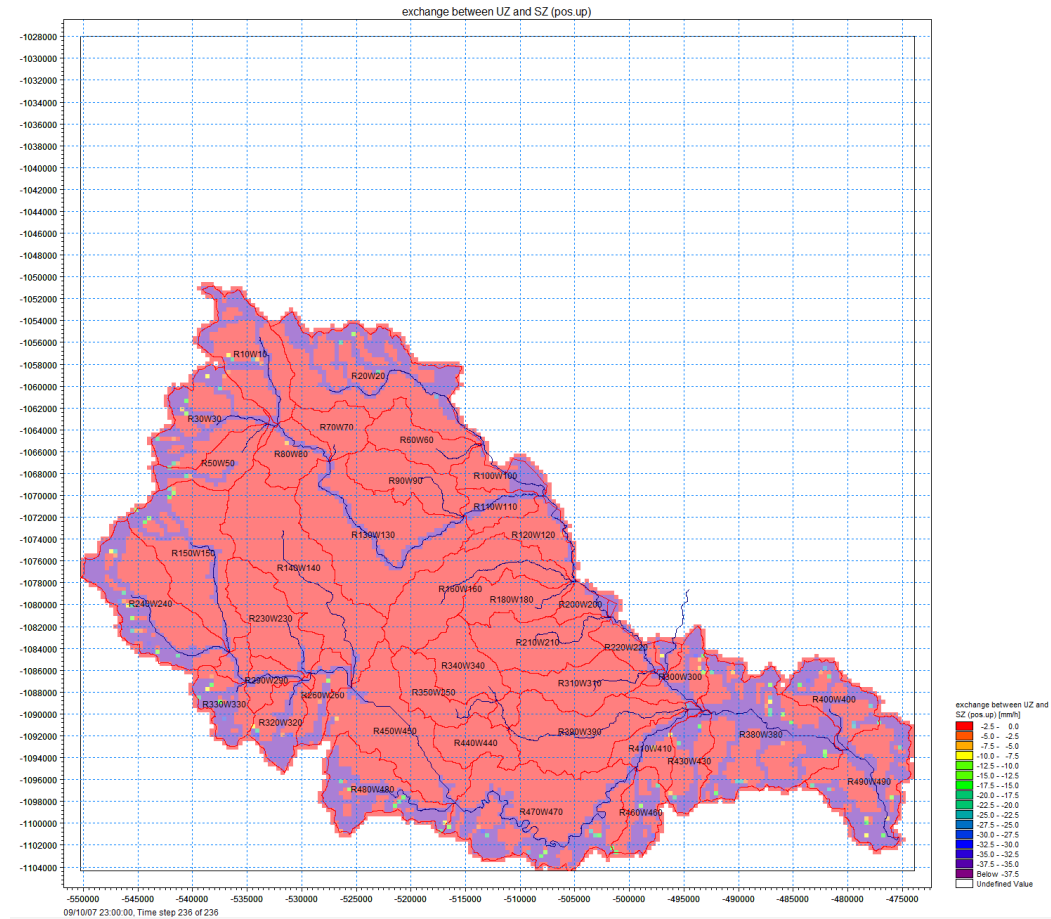 exchange between UZ and SZ (pos.up)
-1028000
-1030000
-1032000
-1034000
-1036000
-1038000
-1040000
-1042000
-1044000
-1046000
-1048000
-1050000
-1052000
-1054000
-1056000
-1058000
-1060000
-1062000
-1064000
-1066000
-1068000
-1070000
-1072000
-1074000
-1076000
-1078000
-1080000
-1082000
-1084000
-1086000
-1088000
-1090000
-1092000
-1094000
-1096000
-1098000
-1100000
-1102000
-1104000
R10W10
R20W20
R30W30
R70W70
R60W60
R80W80
R50W50
R90W90
R100W100
R110W110
R130W130
R120W120
R150W150
R140W140
R160W160
R180W180
R240W240
R200W200
R230W230
R210W210
R220W220
R340W340
R300W300
R290W290
R310W310
R260W260
R350W350
R400W400
R330W330
R320W320
R450W450
R390W390
R380W380
R440W440
R410W410
R430W430
R490W490
R480W480
R470W470
R460W460
exchange between UZ and
SZ (pos.up) [mm/h]
-2.5 - 0.0
-5.0 - -2.5
-7.5 - -5.0
-10.0 - -7.5
-12.5 - -10.0
-15.0 - -12.5
-17.5 - -15.0
-20.0 - -17.5
-22.5 - -20.0
-25.0 - -22.5
-27.5 - -25.0
-30.0 - -27.5
-32.5 - -30.0
-35.0 - -32.5
-37.5 - -35.0
Below -37.5
Undefined Value
-550000 -545000 -540000 -535000 -530000 -525000 -520000 -515000 -510000 -505000 -500000 -495000 -490000 -485000 -480000 -475000
09/10/07 23:00:00, Time step 236 of 236